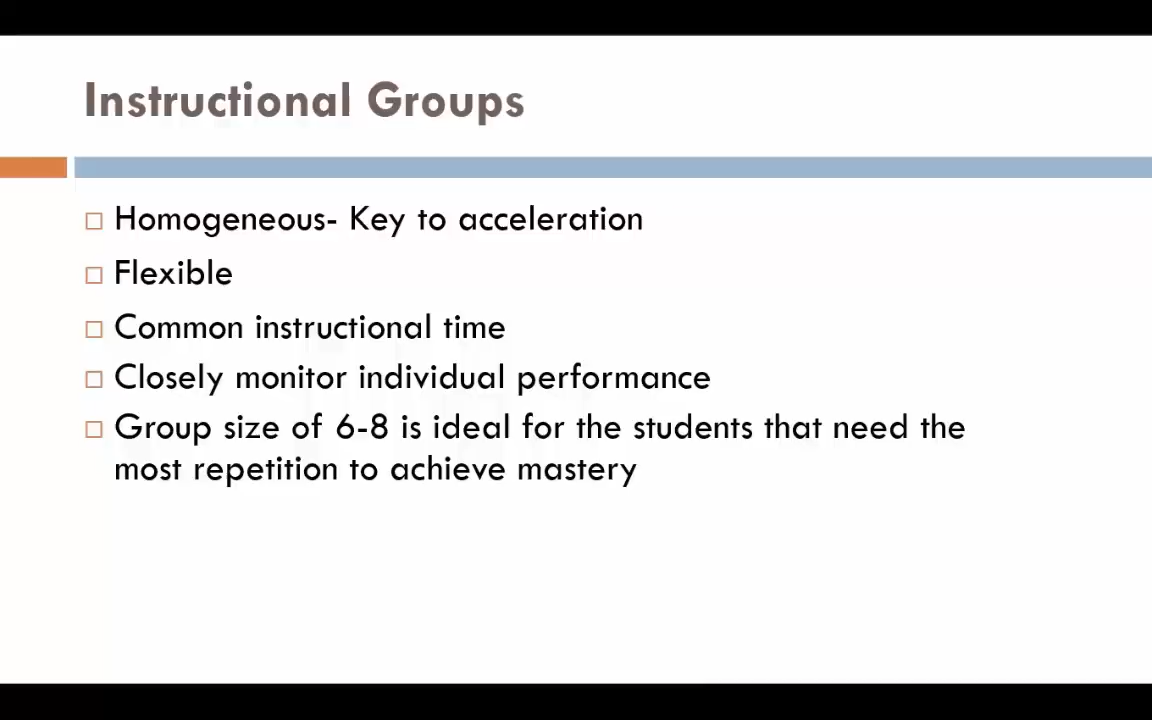 Instructional Groups
Homogeneous- Key to acceleration
Flexible
Common instructional time
Closely monitor individual performance
Group size of 6-8 is ideal for the students that need the
most repetition to achieve mastery